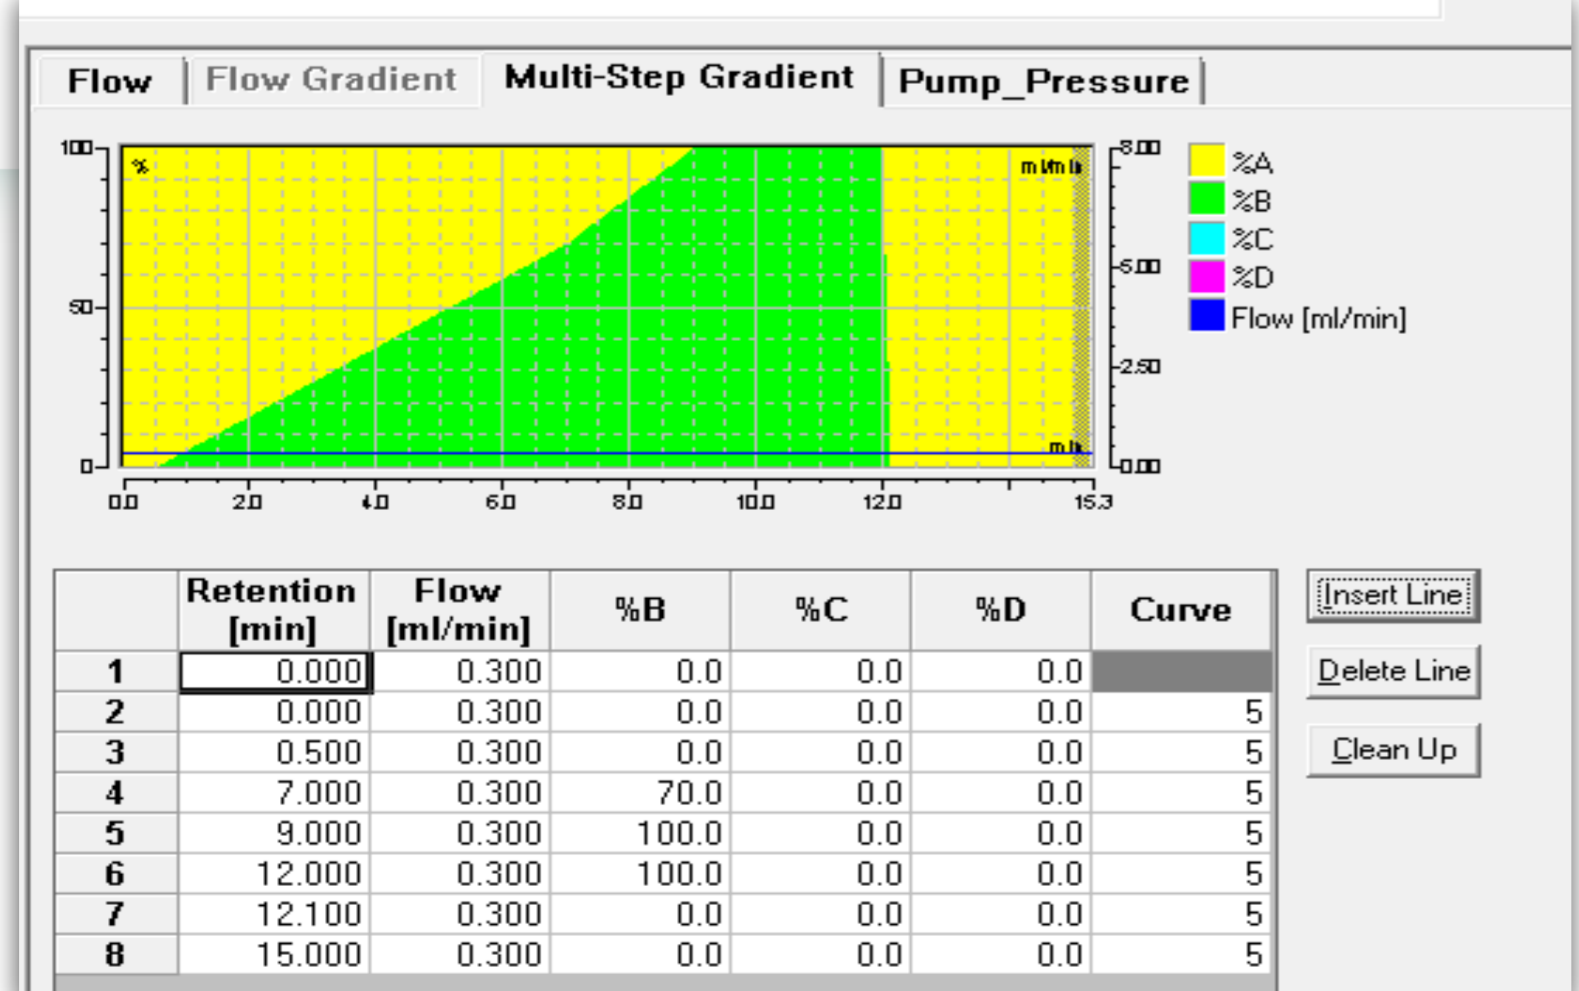 Flow Flow Gradient Multi-Step Gradient Pump_Pressure
100 % ml/min 8.00 %A
%B
%C
5.00 %D
50 Flow [ml/min]
2.50
min
0 0.00
0.0 2.0 4.0 6.0 8.0 10.0 12.0 15.3
Retention [min] Flow [ml/min] %B %C %D Curve Insert Line
1 0.000 0.300 0.0 0.0 0.0 Delete Line
2 0.000 0.300 0.0 0.0 0.0 5
3 0.500 0.300 0.0 0.0 0.0 5 Clean Up
4 7.000 0.300 70.0 0.0 0.0 5
5 9.000 0.300 100.0 0.0 0.0 5
6 12.000 0.300 100.0 0.0 0.0 5
7 12.100 0.300 0.0 0.0 0.0 5
8 15.000 0.300 0.0 0.0 0.0 5